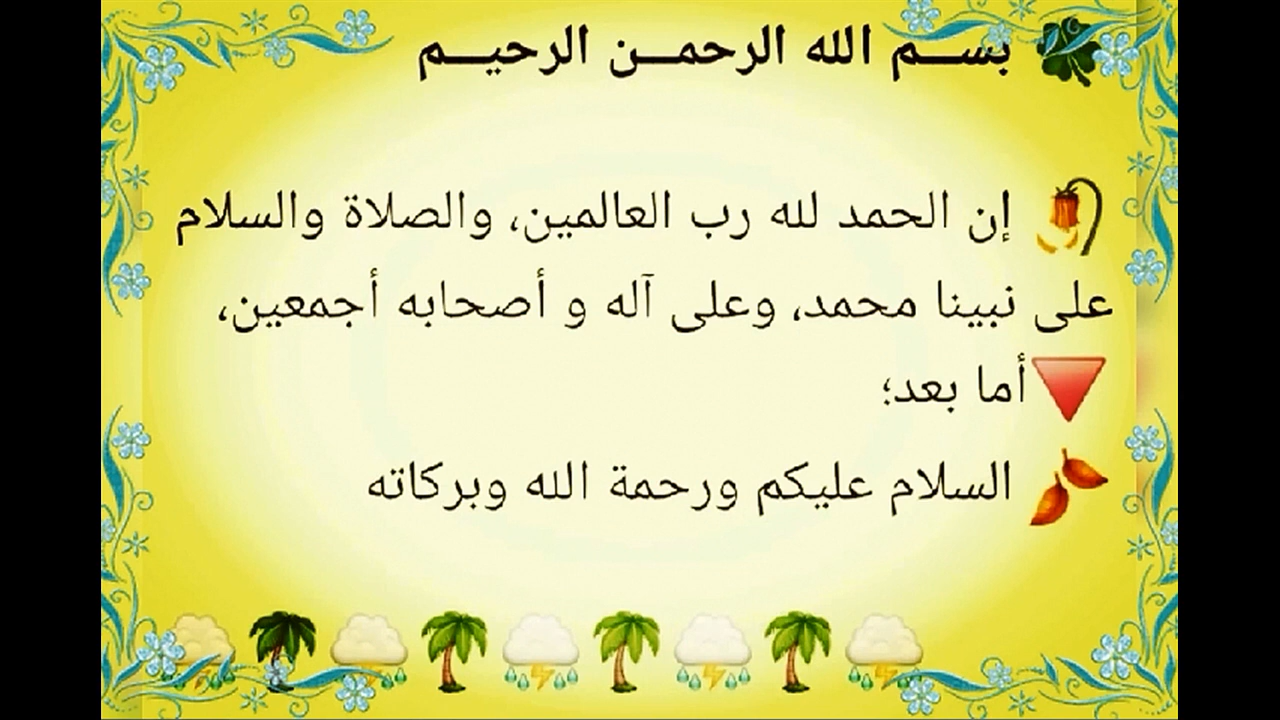 بســم الله الرحمــن الرحيــم
إن الحمد لله رب العالمين، والصلاة والسلام
على نبينا محمد، وعلى آله و أصحابه أجمعين،
أما بعد؛
السلام عليكم ورحمة الله وبركاته